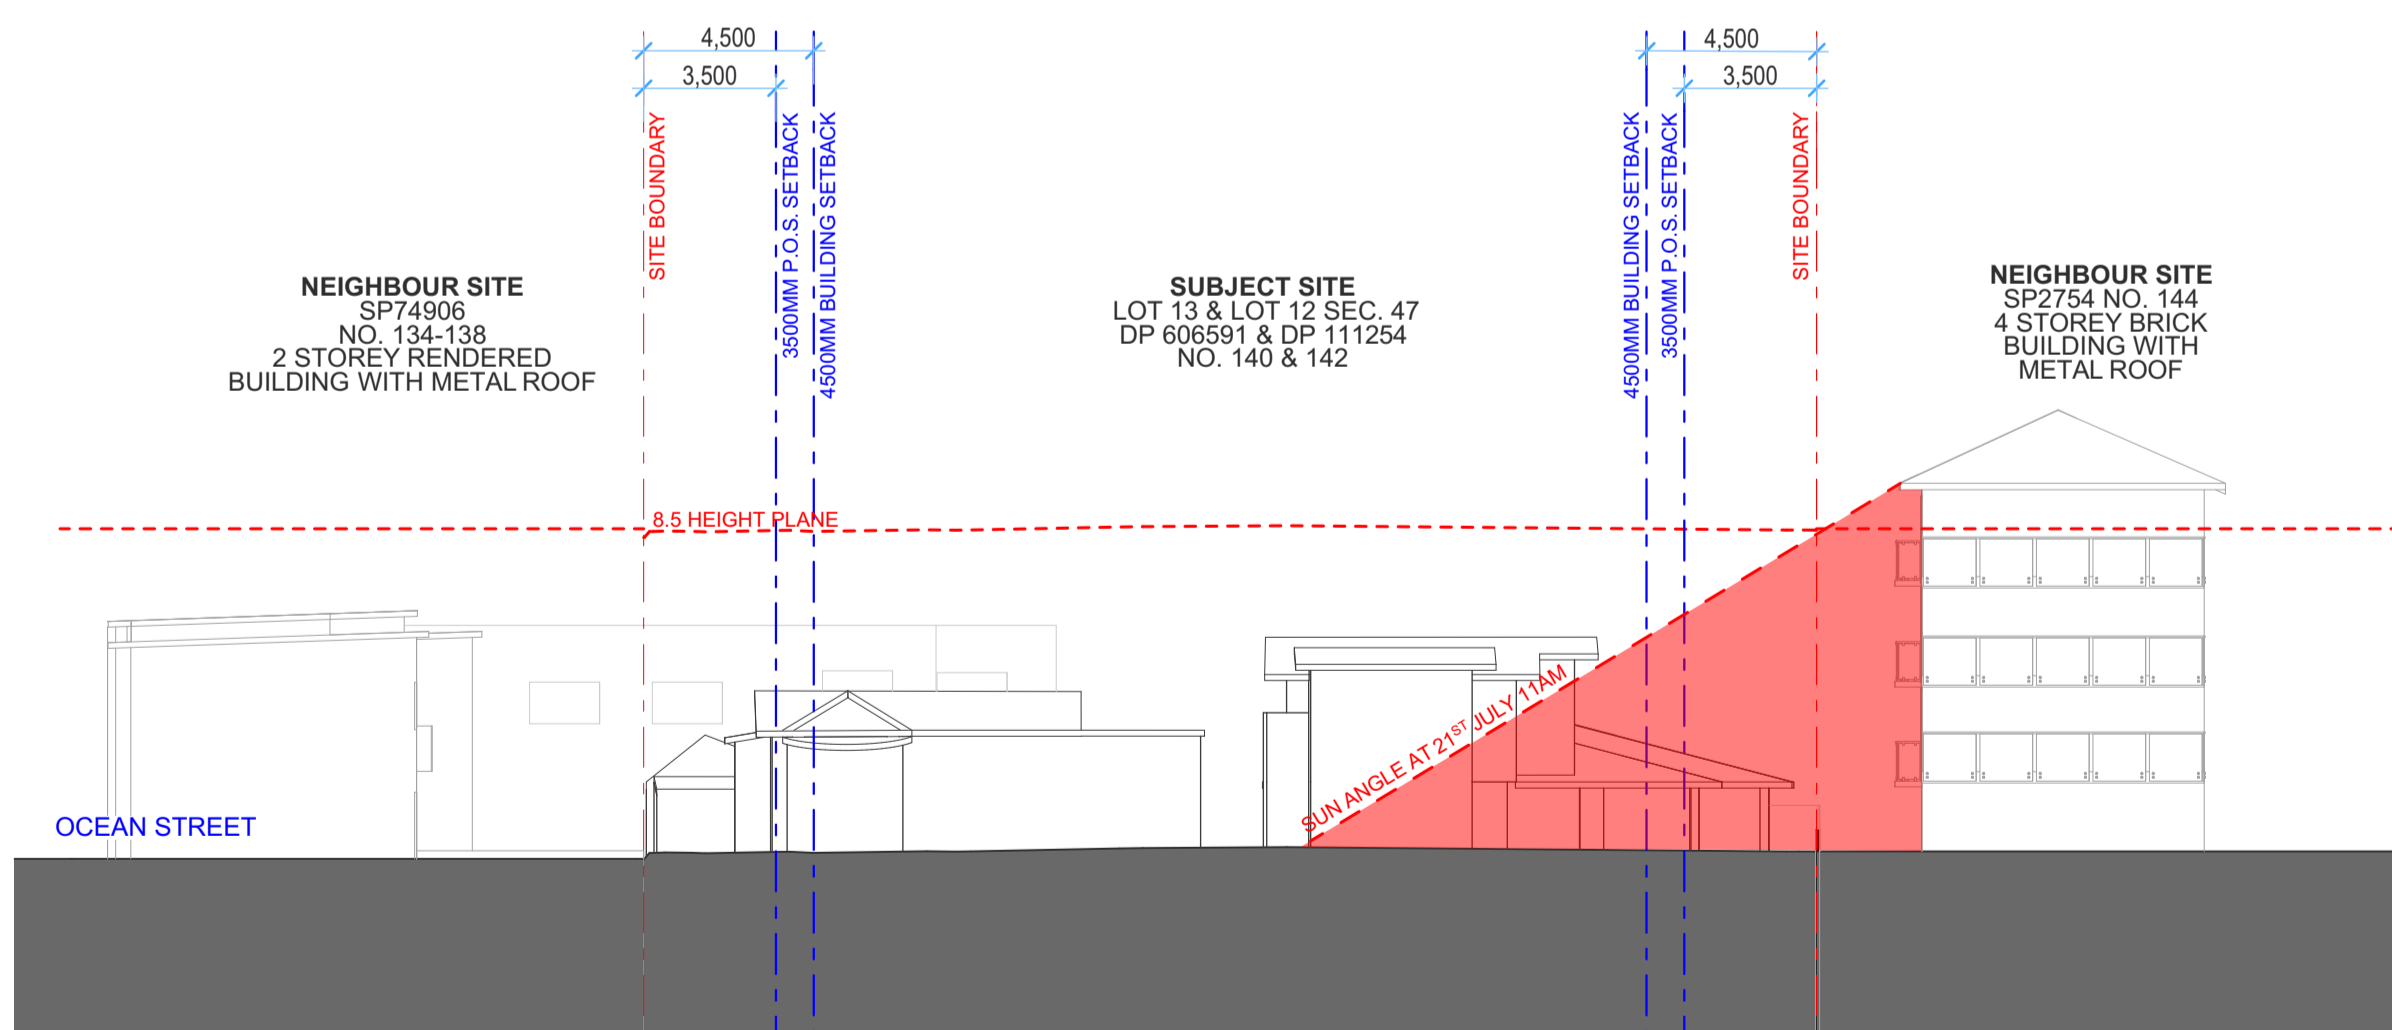 4,500
4,500
3,500
3,500
SITE BOUNDARY
3500MM P.O.S. SETBACK
4500MM BUILDING SETBACK
4500MM BUILDING SETBACK
3500MM P.O.S. SETBACK
SITE BOUNDARY
NEIGHBOUR SITE
SP74906
NO. 134-138
2 STOREY RENDERED
BUILDING WITH METAL ROOF
SUBJECT SITE
LOT 13 & LOT 12 SEC. 47
DP 606591 & DP 111254
NO. 140 & 142
NEIGHBOUR SITE
SP2754 NO. 144
4 STOREY BRICK
BUILDING WITH
METAL ROOF
8.5 HEIGHT PLANE
SUN ANGLE AT 21ST JULY 11AM
OCEAN STREET